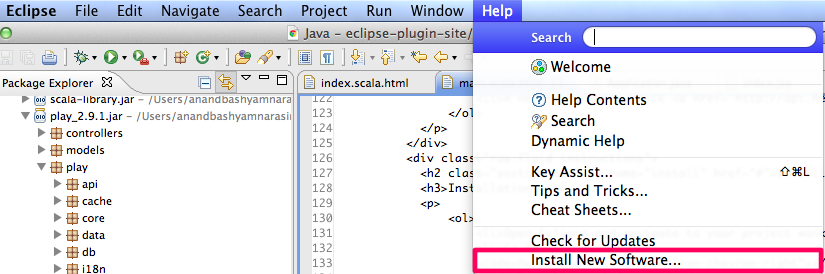 Eclipse File Edit Navigate Search Project Run Window Help
Java – eclipse-plugin-site/
Search
Package Explorer
index.scala.html
Welcome
Help Contents
Search
Dynamic Help
Key Assist... ⇧⌘L
Tips and Tricks...
Cheat Sheets...
Check for Updates
Install New Software...
scala-library.jar – /Users/anandbashyamnarasi
play_2.9.1.jar – /Users/anandbashyamnarasi
controllers
models
play
api
cache
core
data
db
i18n
122
123 </ol
124 </p>
125 </div>
126 <div class
127 <h2 class
128 <h3>Install
129 <p>
130 <ol>
131
132
133